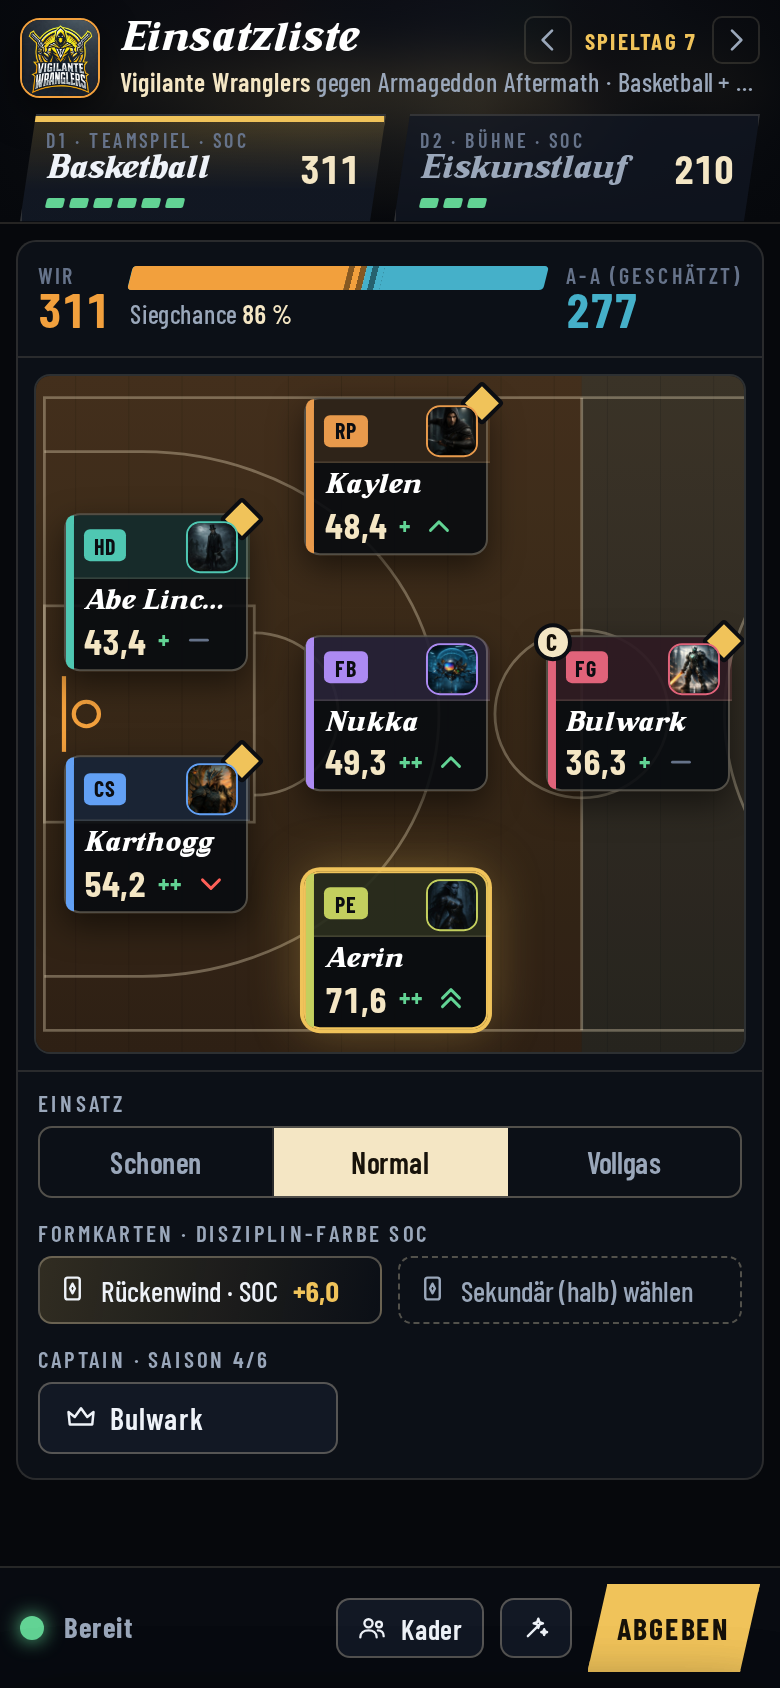 VIGILANTE
WRANGLERS
Einsatzliste
SPIELTAG 7
Vigilante Wranglers gegen Armageddon Aftermath · Basketball + ...
D1 · TEAMSPIEL · SOC
Basketball
311
D2 · BÜHNE · SOC
Eiskunstlauf
210
WIR
311
Siegchance 86 %
A-A (GESCHÄTZT)
277
RP
Kaylen
48,4 +
HD
Abe Linc...
43,4 +
FB
Nukka
49,3 ++
C
FG
Bulwark
36,3 +
CS
Karthogg
54,2 ++
PE
Aerin
71,6 ++
EINSATZ
Schonen
Normal
Vollgas
FORMKARTEN · DISZIPLIN-FARBE SOC
Rückenwind · SOC +6,0
Sekundär (halb) wählen
CAPTAIN · SAISON 4/6
Bulwark
Bereit
Kader
ABGEBEN